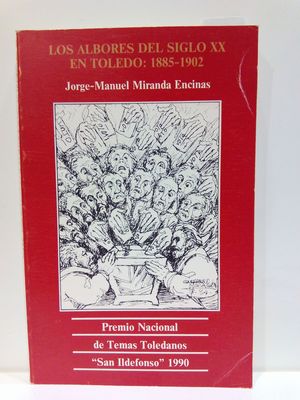 LOS ALBORES DEL SIGLO XX
EN TOLEDO: 1885-1902
Jorge-Manuel Miranda Encinas
Premio Nacional
de Temas Toledanos
“San Ildefonso” 1990